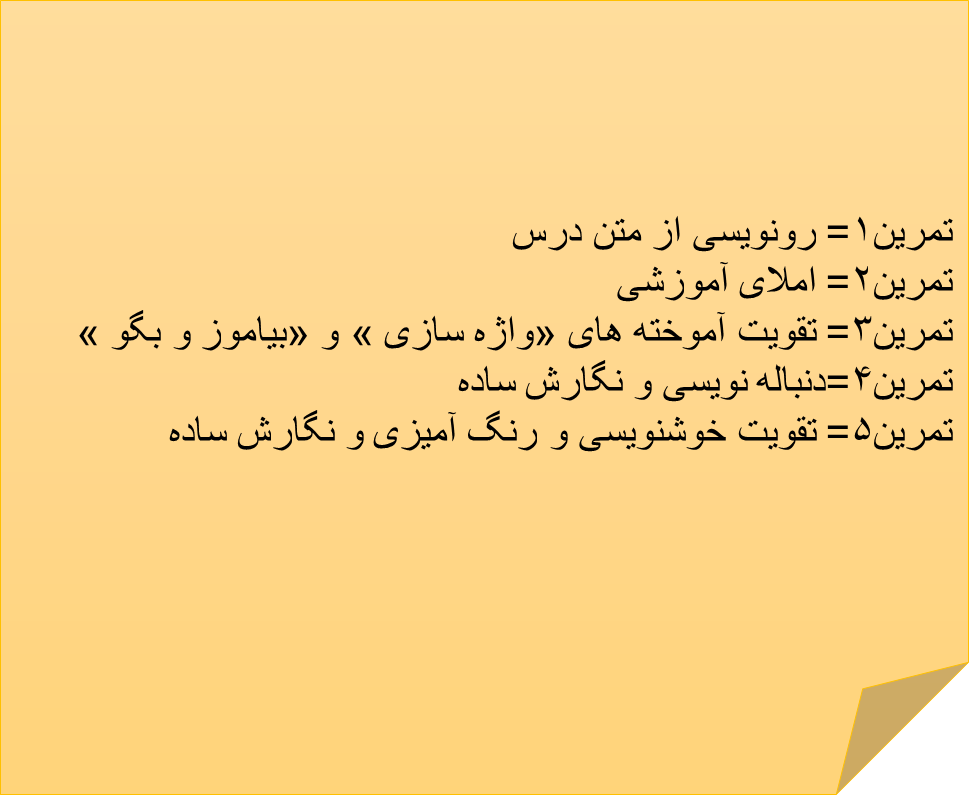 تمرین۱= رونویسی از متن درس
تمرین۲= املای آموزشی
تمرین۳= تقویت آموخته های «واژه سازی » و «بیاموز و بگو »
تمرین۴=دنباله نویسی و نگارش ساده
تمرین۵= تقویت خوشنویسی و رنگ آمیزی و نگارش ساده